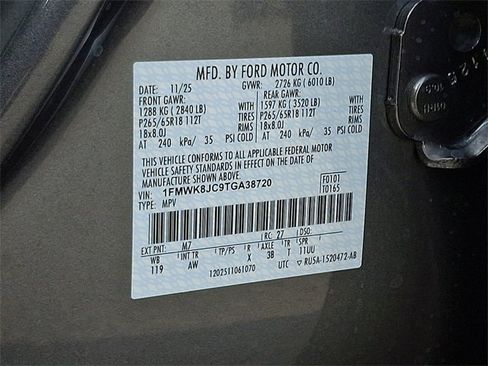 MFD. BY FORD MOTOR CO.
DATE: 11/25 GVWR: 2726 KG ( 6010 LB)
FRONT GAWR: REAR GAWR:
1288 KG ( 2840 LB) 1597 KG ( 3520 LB)
P265/65R18 112T TIRES P265/65R18 112T
18x8.0J RIMS 18x8.0J
AT 240 kPa/ 35 PSI COLD AT 240 kPa/ 35 PSI COLD
WITH TIRES RIMS
THIS VEHICLE CONFORMS TO ALL APPLICABLE FEDERAL MOTOR
VEHICLE SAFETY STANDARDS IN EFFECT ON THE DATE OF
MANUFACTURE SHOWN ABOVE.
VIN: 1FMWK8JC9TGA38720 F0101
TYPE: MPV T0165
EXT PNT: M7 RC: 27 DSO:
WB INT TR TP/PS R AXLE TR SPR
119 AW X 3B T 11UU
1202511061070 UTC ▽ RU5A-1520472-AB